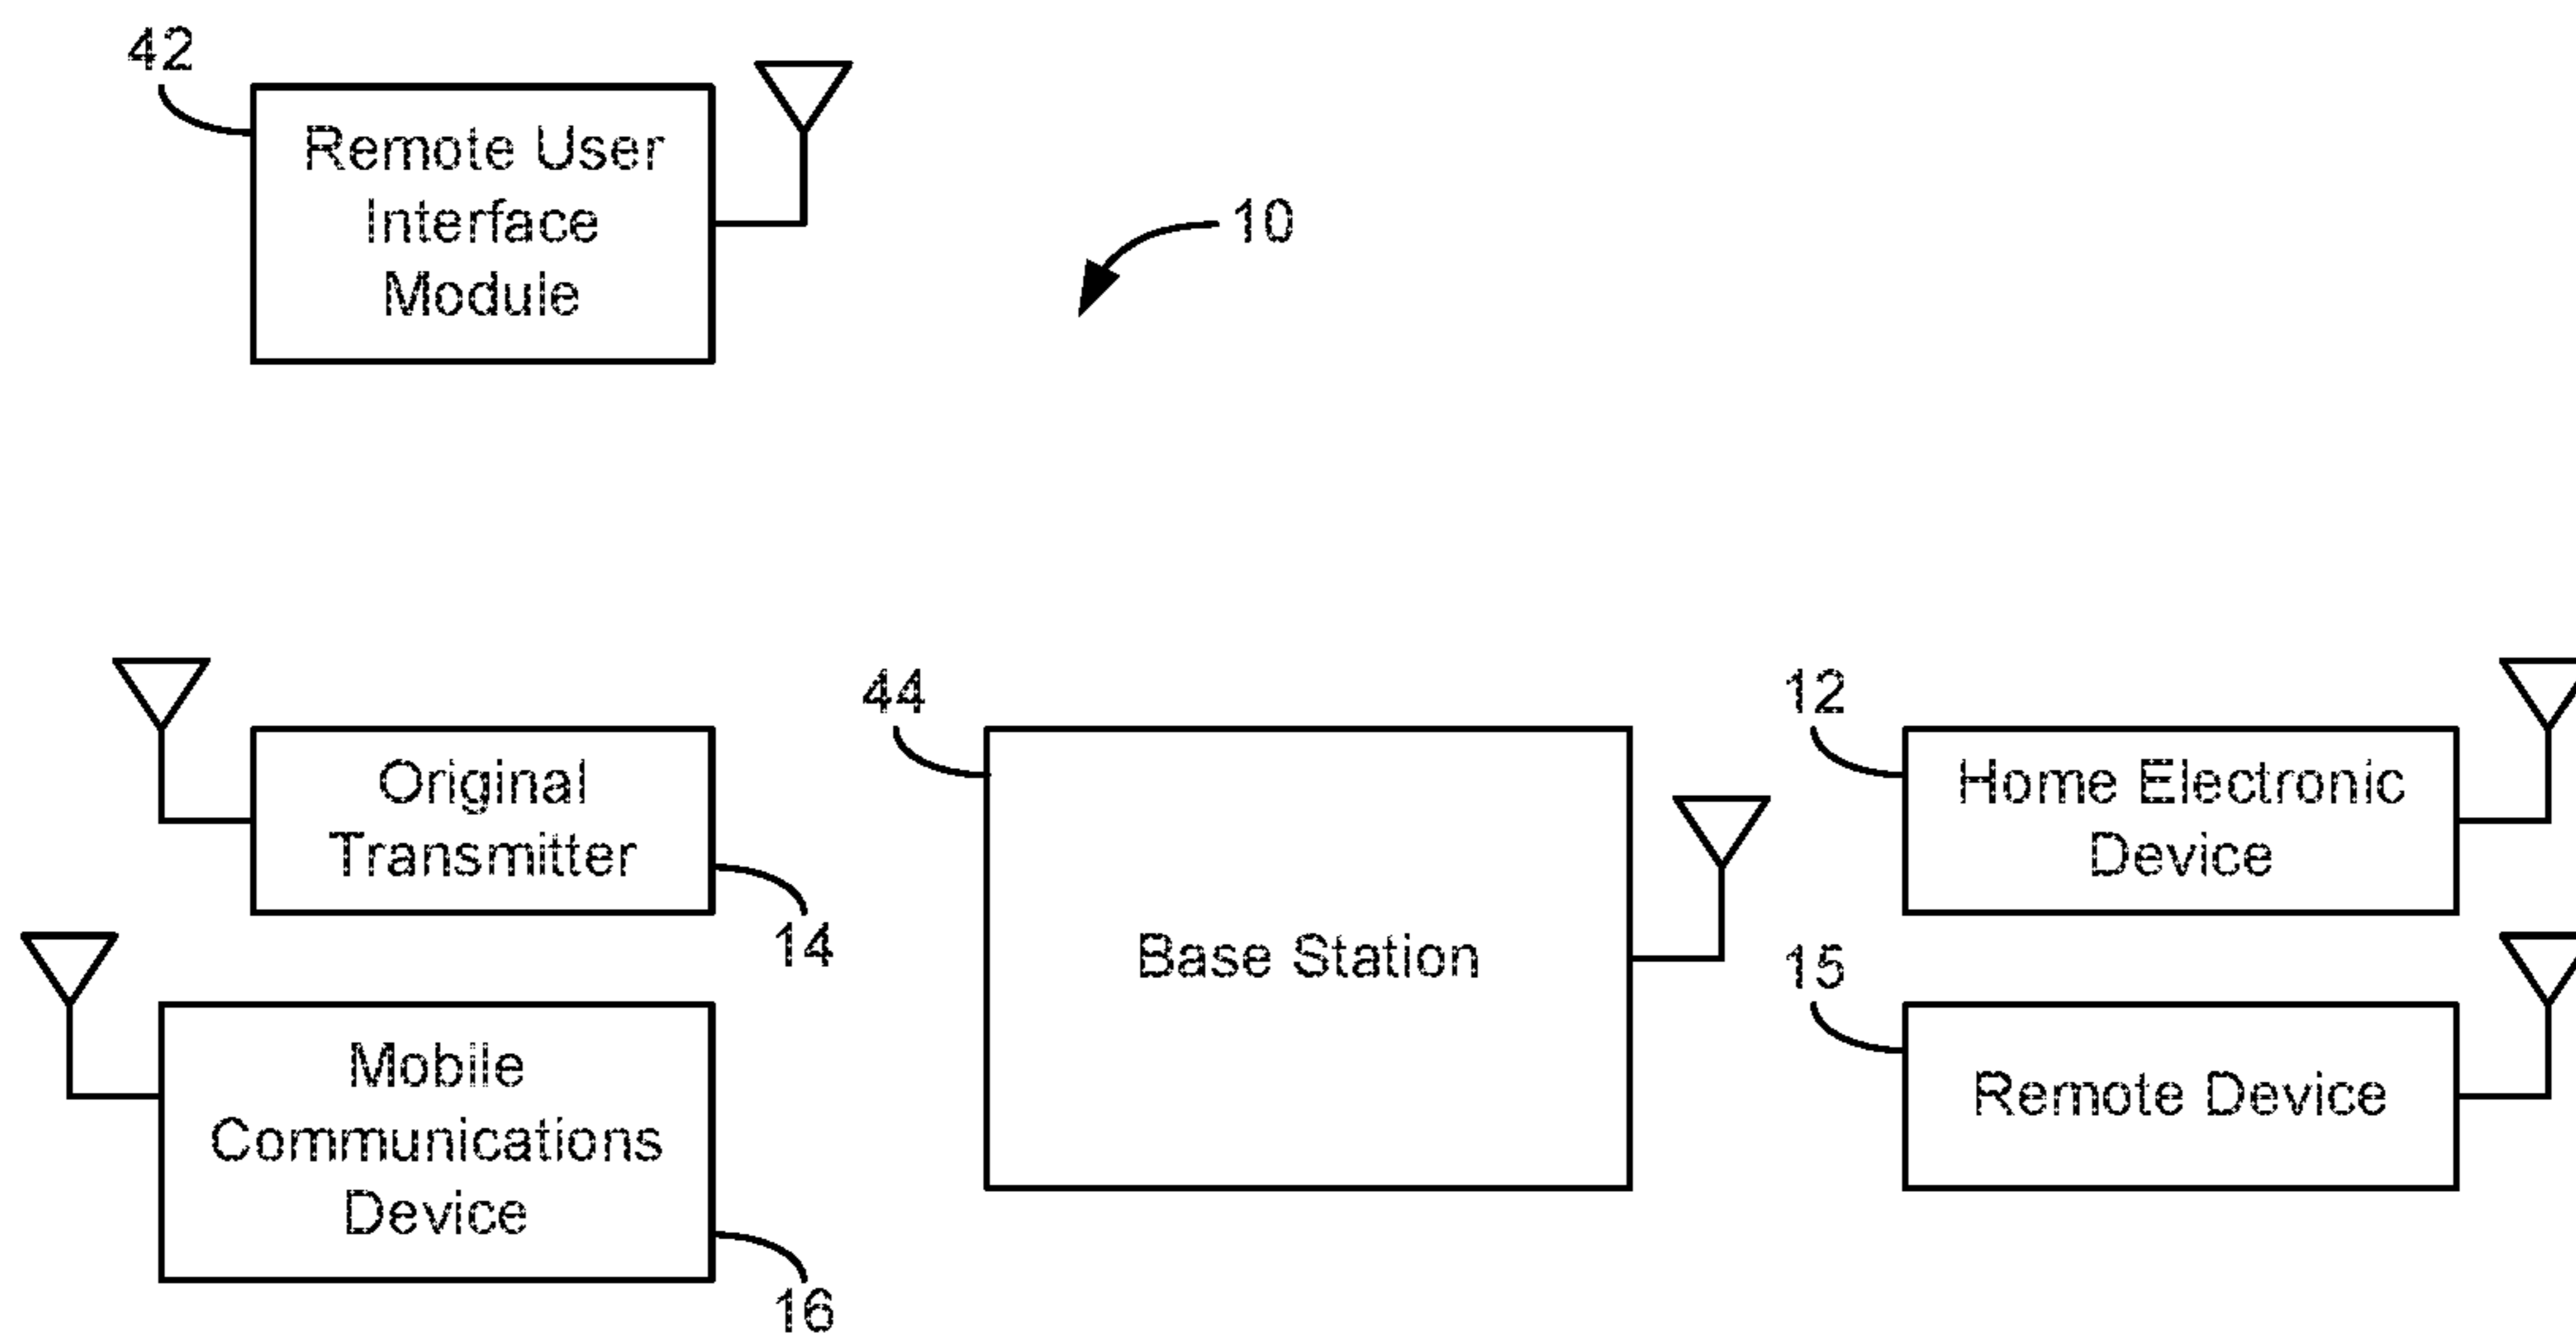 42
Remote User
Interface
Module
10
14
Original
Transmitter
44
Base Station
12
Home Electronic
Device
15
Remote Device
Mobile
Communications
Device
16